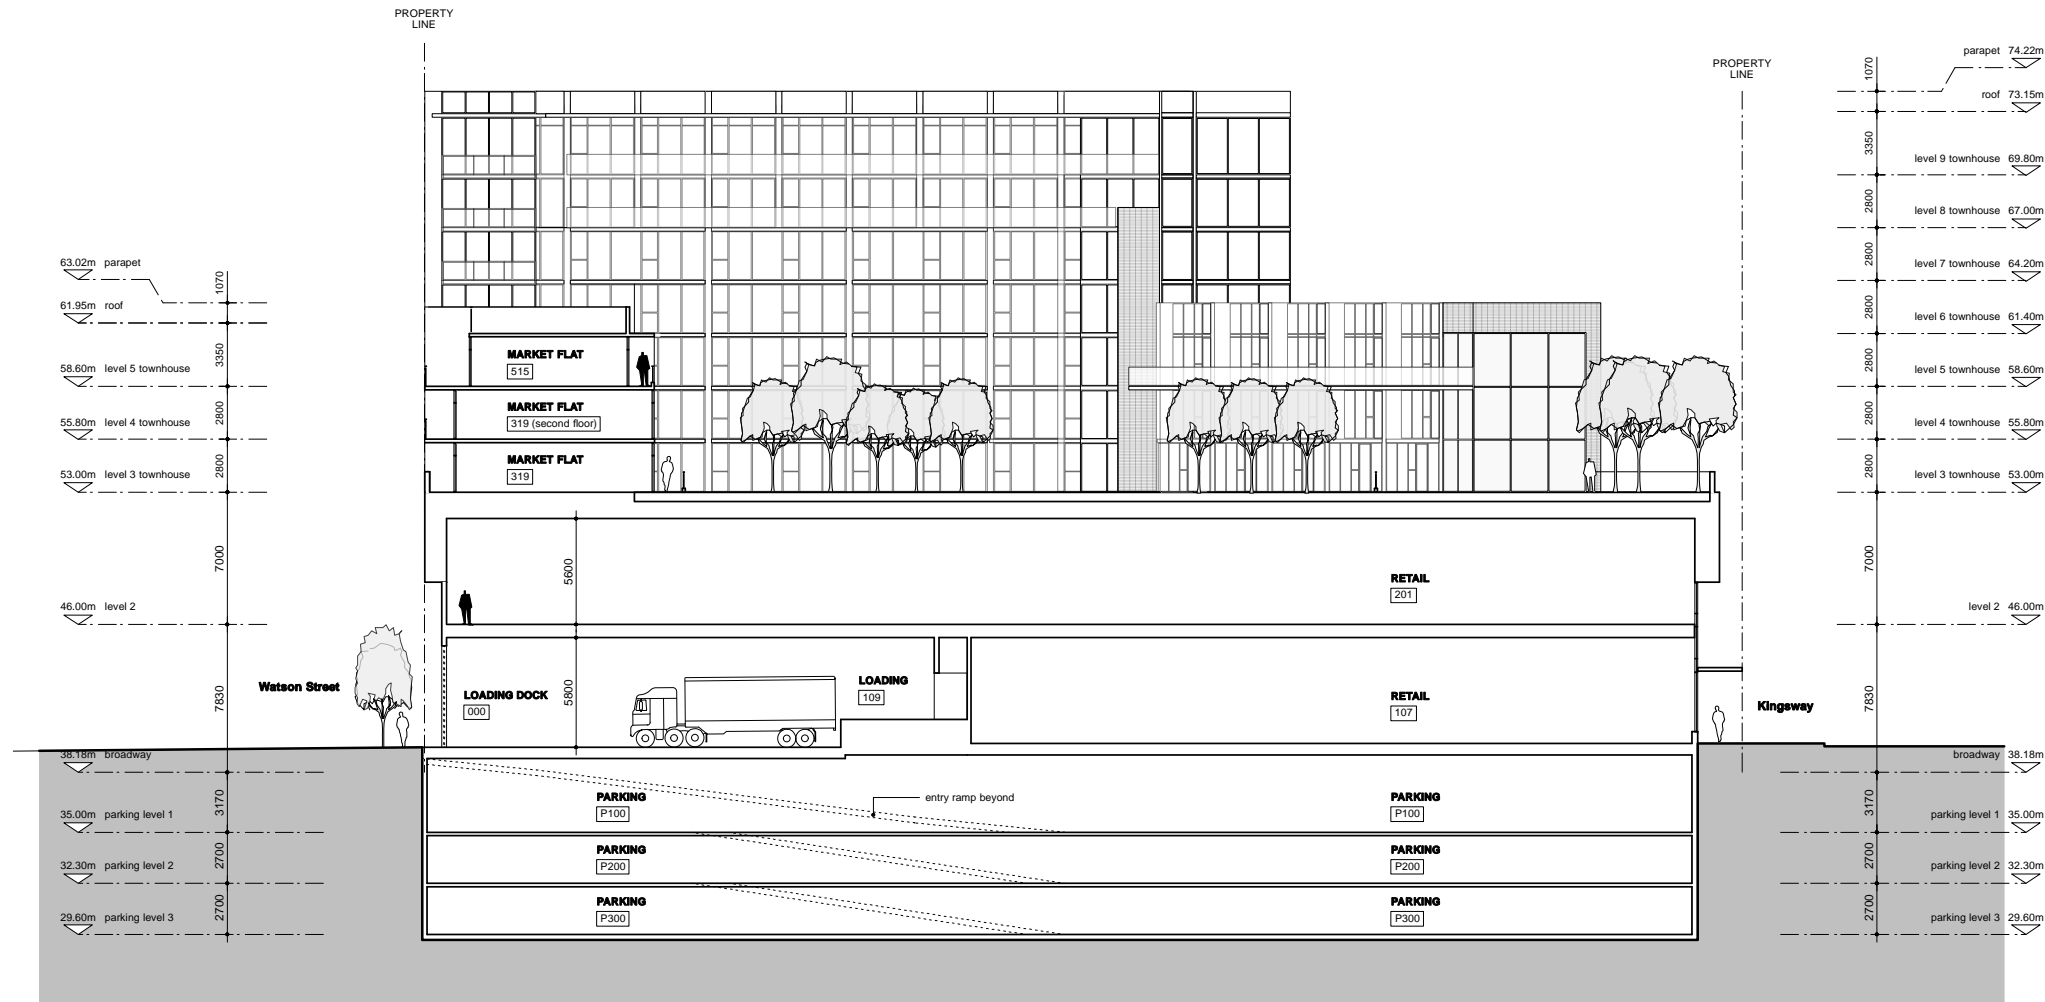 PROPERTY
LINE
PROPERTY
LINE
parapet 74.22m
1070
roof 73.15m
3350
level 9 townhouse 69.80m
2800
level 8 townhouse 67.00m
2800
level 7 townhouse 64.20m
2800
level 6 townhouse 61.40m
2800
level 5 townhouse 58.60m
2800
level 4 townhouse 55.80m
2800
level 3 townhouse 53.00m
7000
level 2 46.00m
7830
broadway 38.18m
3170
parking level 1 35.00m
2700
parking level 2 32.30m
2700
parking level 3 29.60m
63.02m parapet
1070
61.95m roof
3350
58.60m level 5 townhouse
2800
55.80m level 4 townhouse
2800
53.00m level 3 townhouse
7000
46.00m level 2
7830
38.18m broadway
3170
35.00m parking level 1
2700
32.30m parking level 2
2700
29.60m parking level 3
MARKET FLAT
515
MARKET FLAT
319 (second floor)
MARKET FLAT
319
5600
RETAIL
201
Watson Street
LOADING DOCK
000
5800
LOADING
109
RETAIL
107
Kingsway
PARKING
P100
entry ramp beyond
PARKING
P100
PARKING
P200
PARKING
P200
PARKING
P300
PARKING
P300